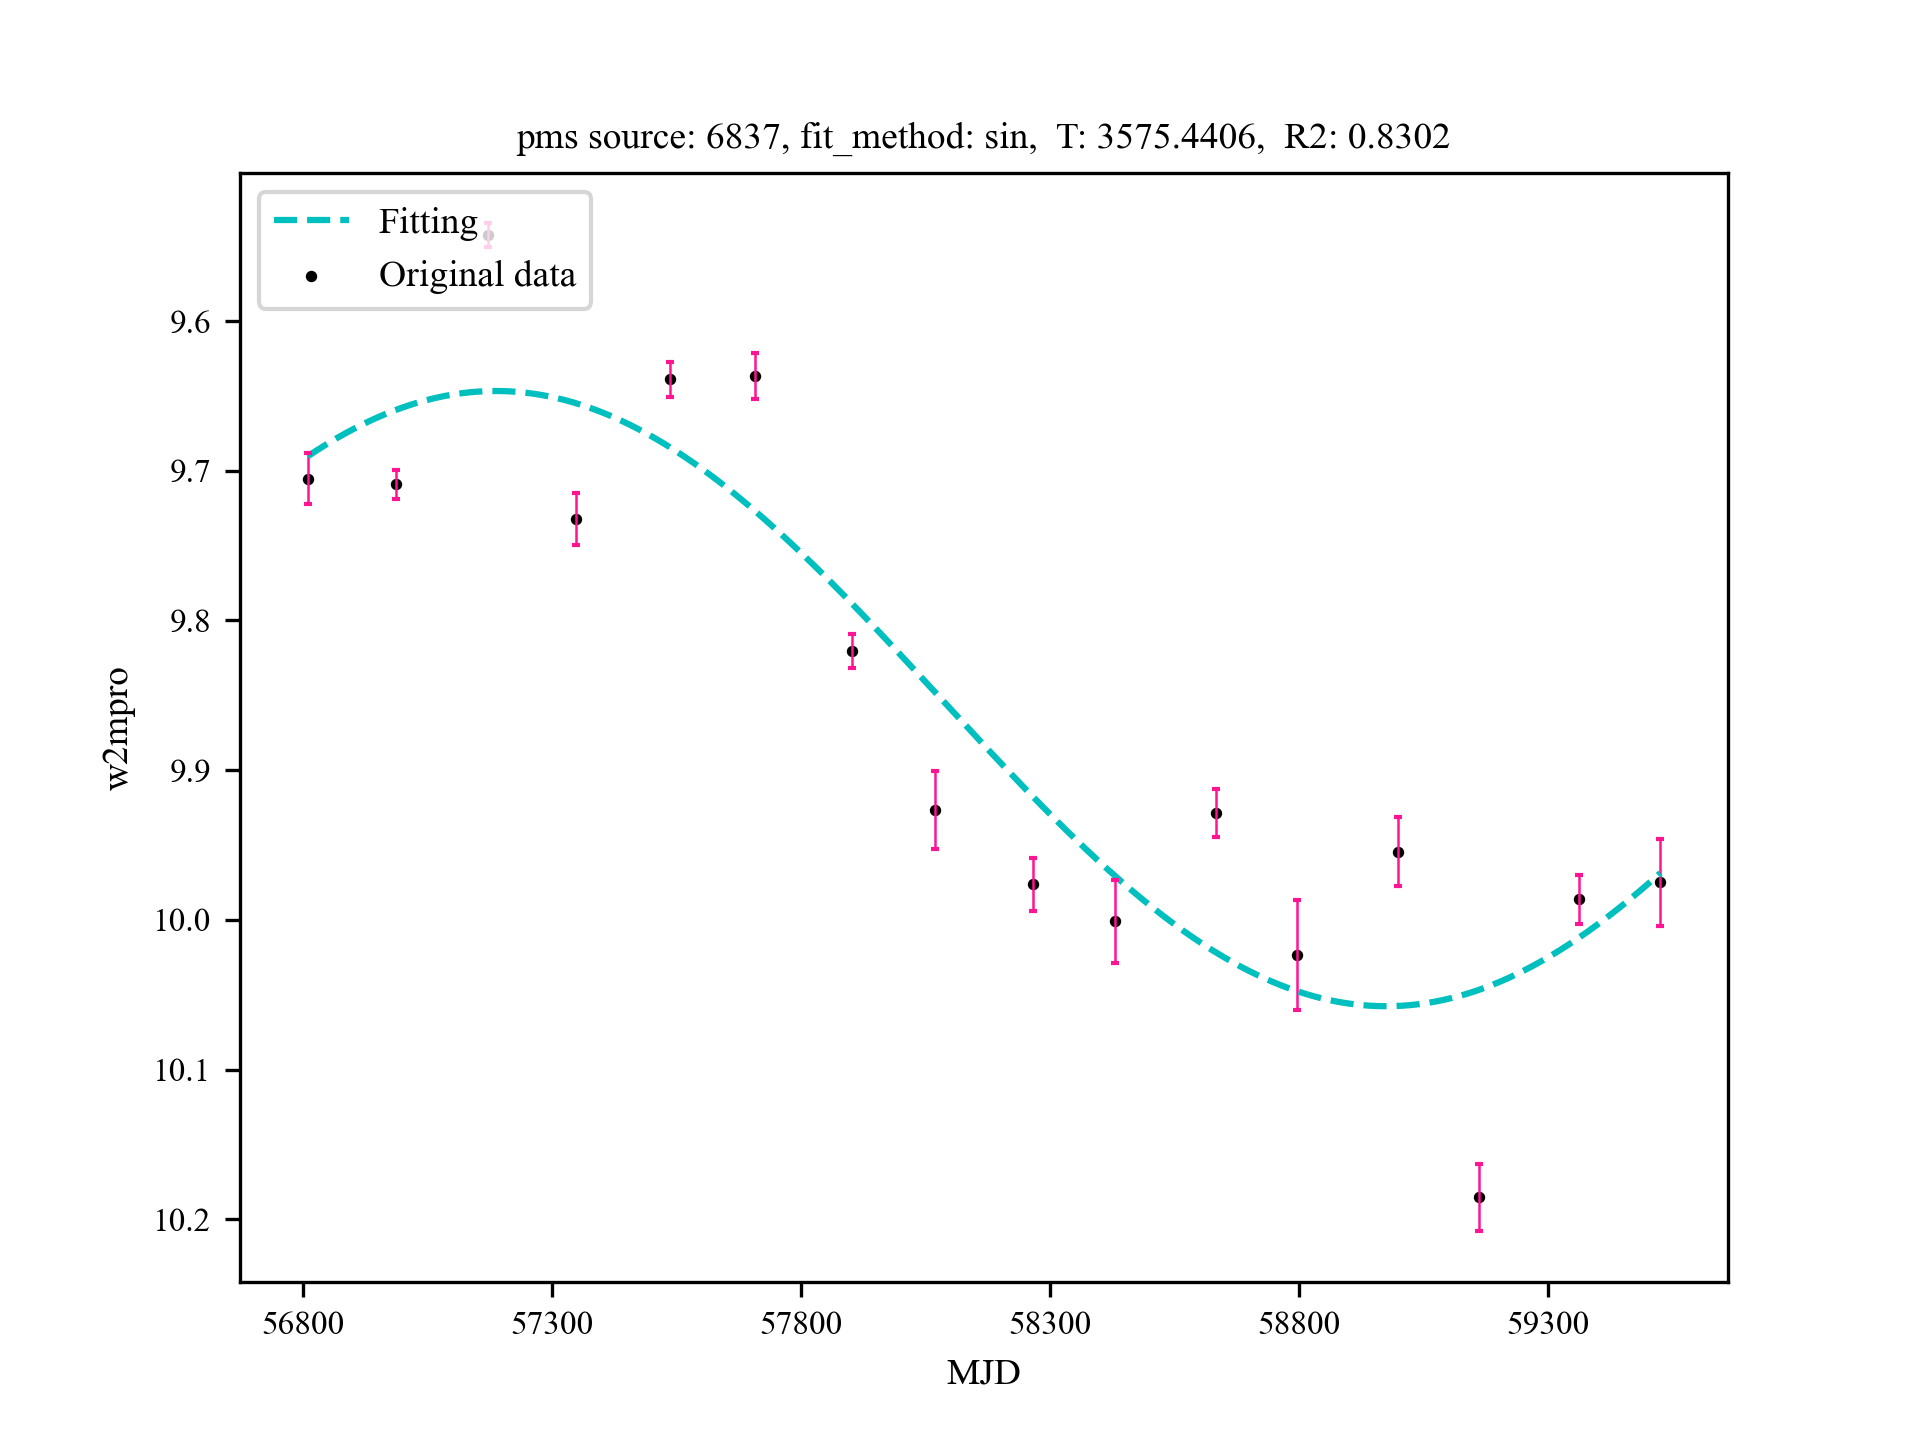 pms source: 6837, fit_method: sin,  T: 3575.4406,  R2: 0.8302
Fitting
Original data
9.6
9.7
9.8
9.9
10.0
10.1
10.2
w2mpro
56800 57300 57800 58300 58800 59300
MJD